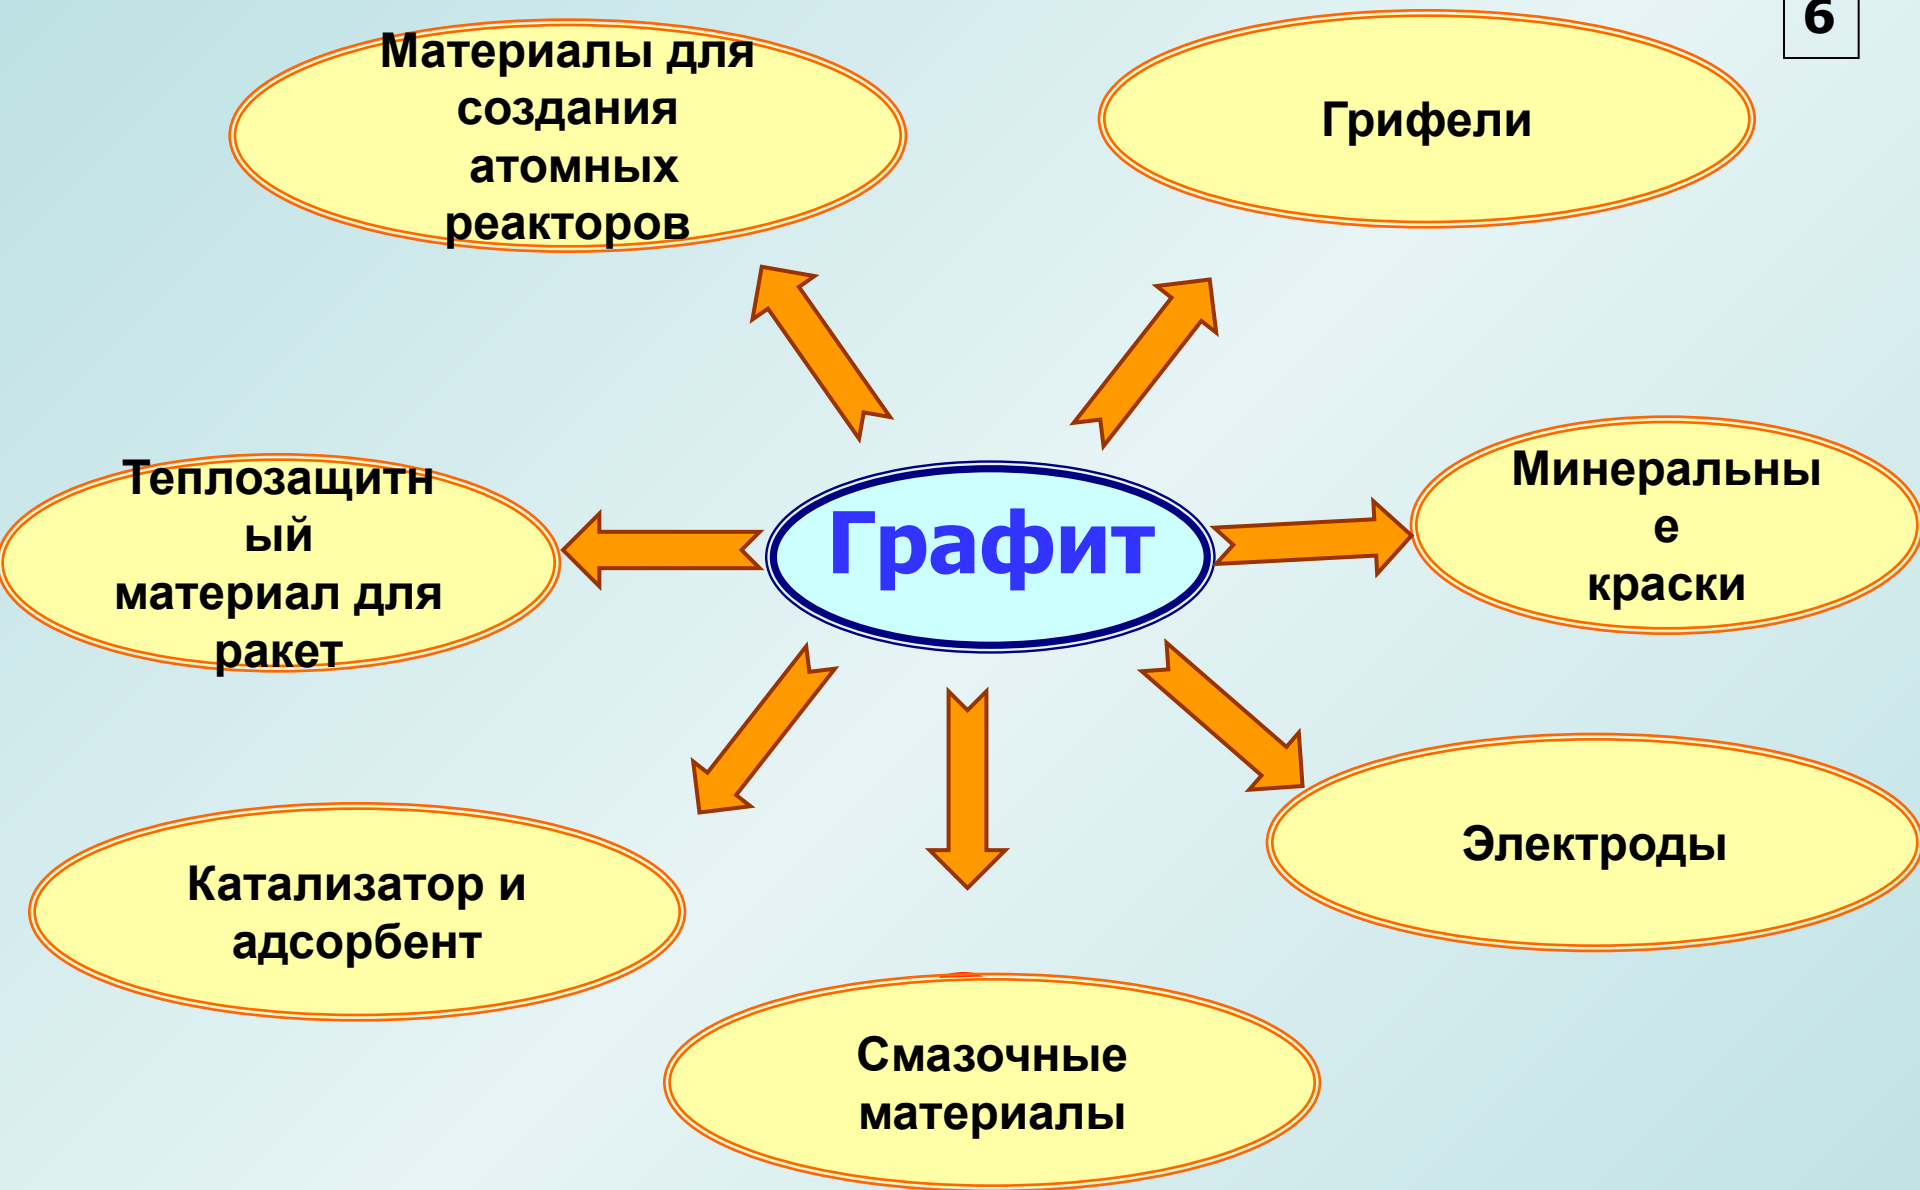 6
Материалы для
создания
атомных
реакторов
Грифели
Теплозащитн
ый
материал для
ракет
Графит
Минеральны
е
краски
Катализатор и
адсорбент
Электроды
Смазочные
материалы